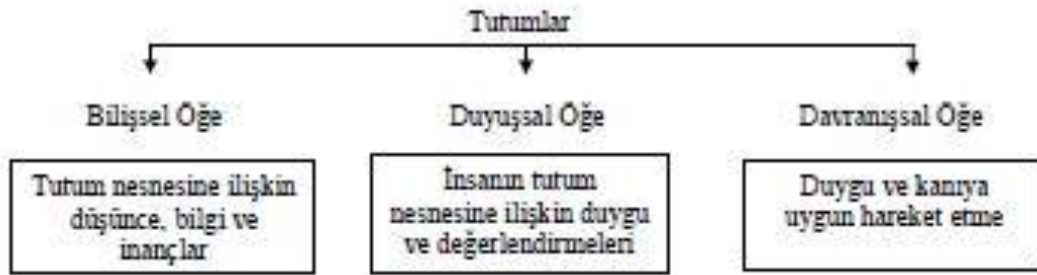 Tutumlar
Bilişsel Öğe
Duyuşsal Öğe
Davranışsal Öğe
Tutum nesnesine ilişkin
düşünce, bilgi ve
inançlar
İnsanın tutum
nesnesine ilişkin duygu
ve değerlendirmeleri
Duygu ve kanıya
uygun hareket etme